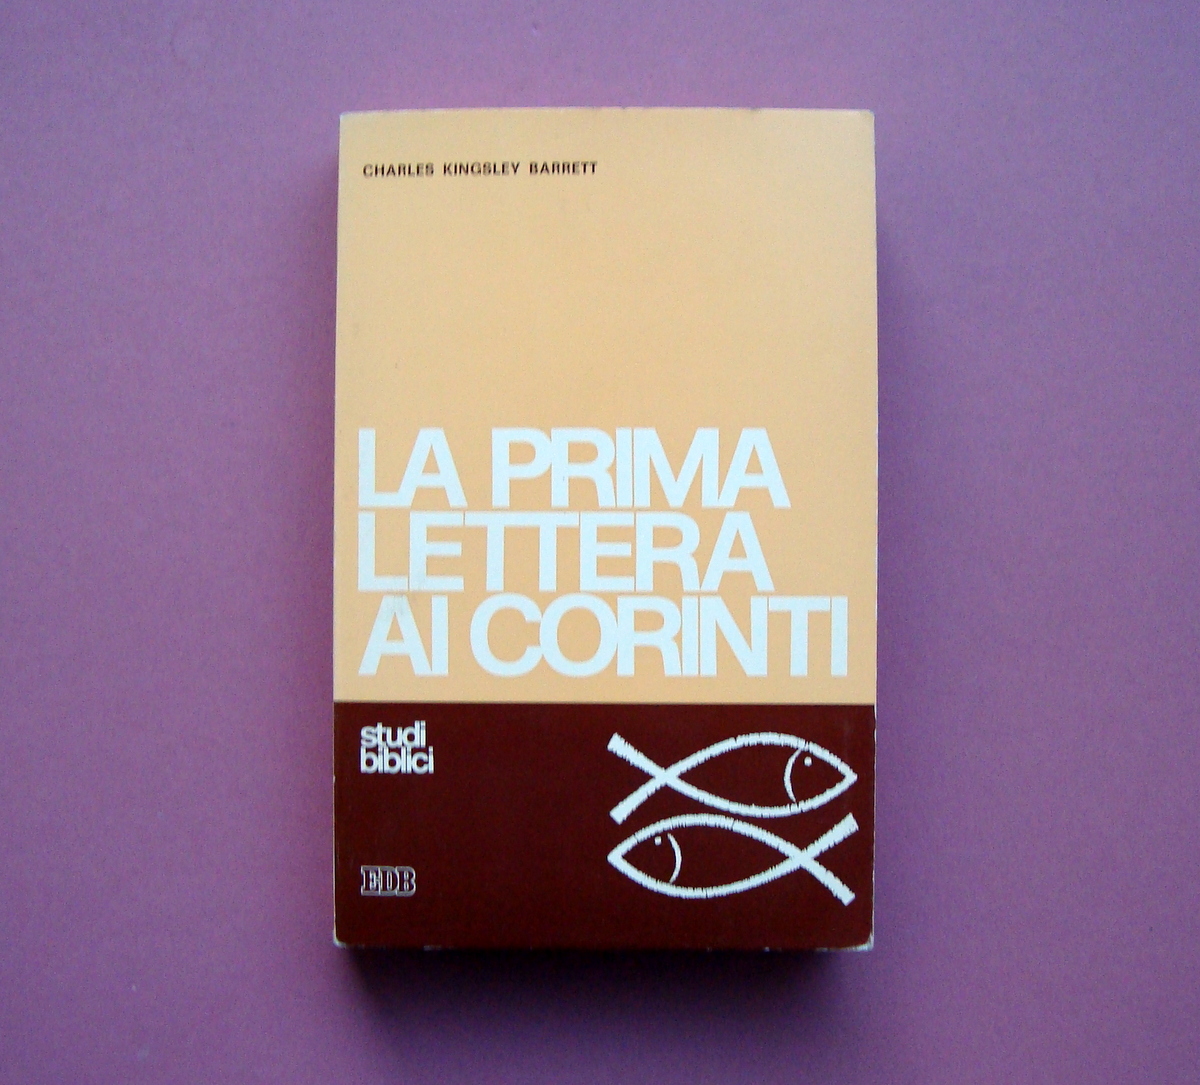 CHARLES KINGSLEY BARRETT
LA PRIMA
LETTERA
AI CORINTI
studi
biblici
EDB